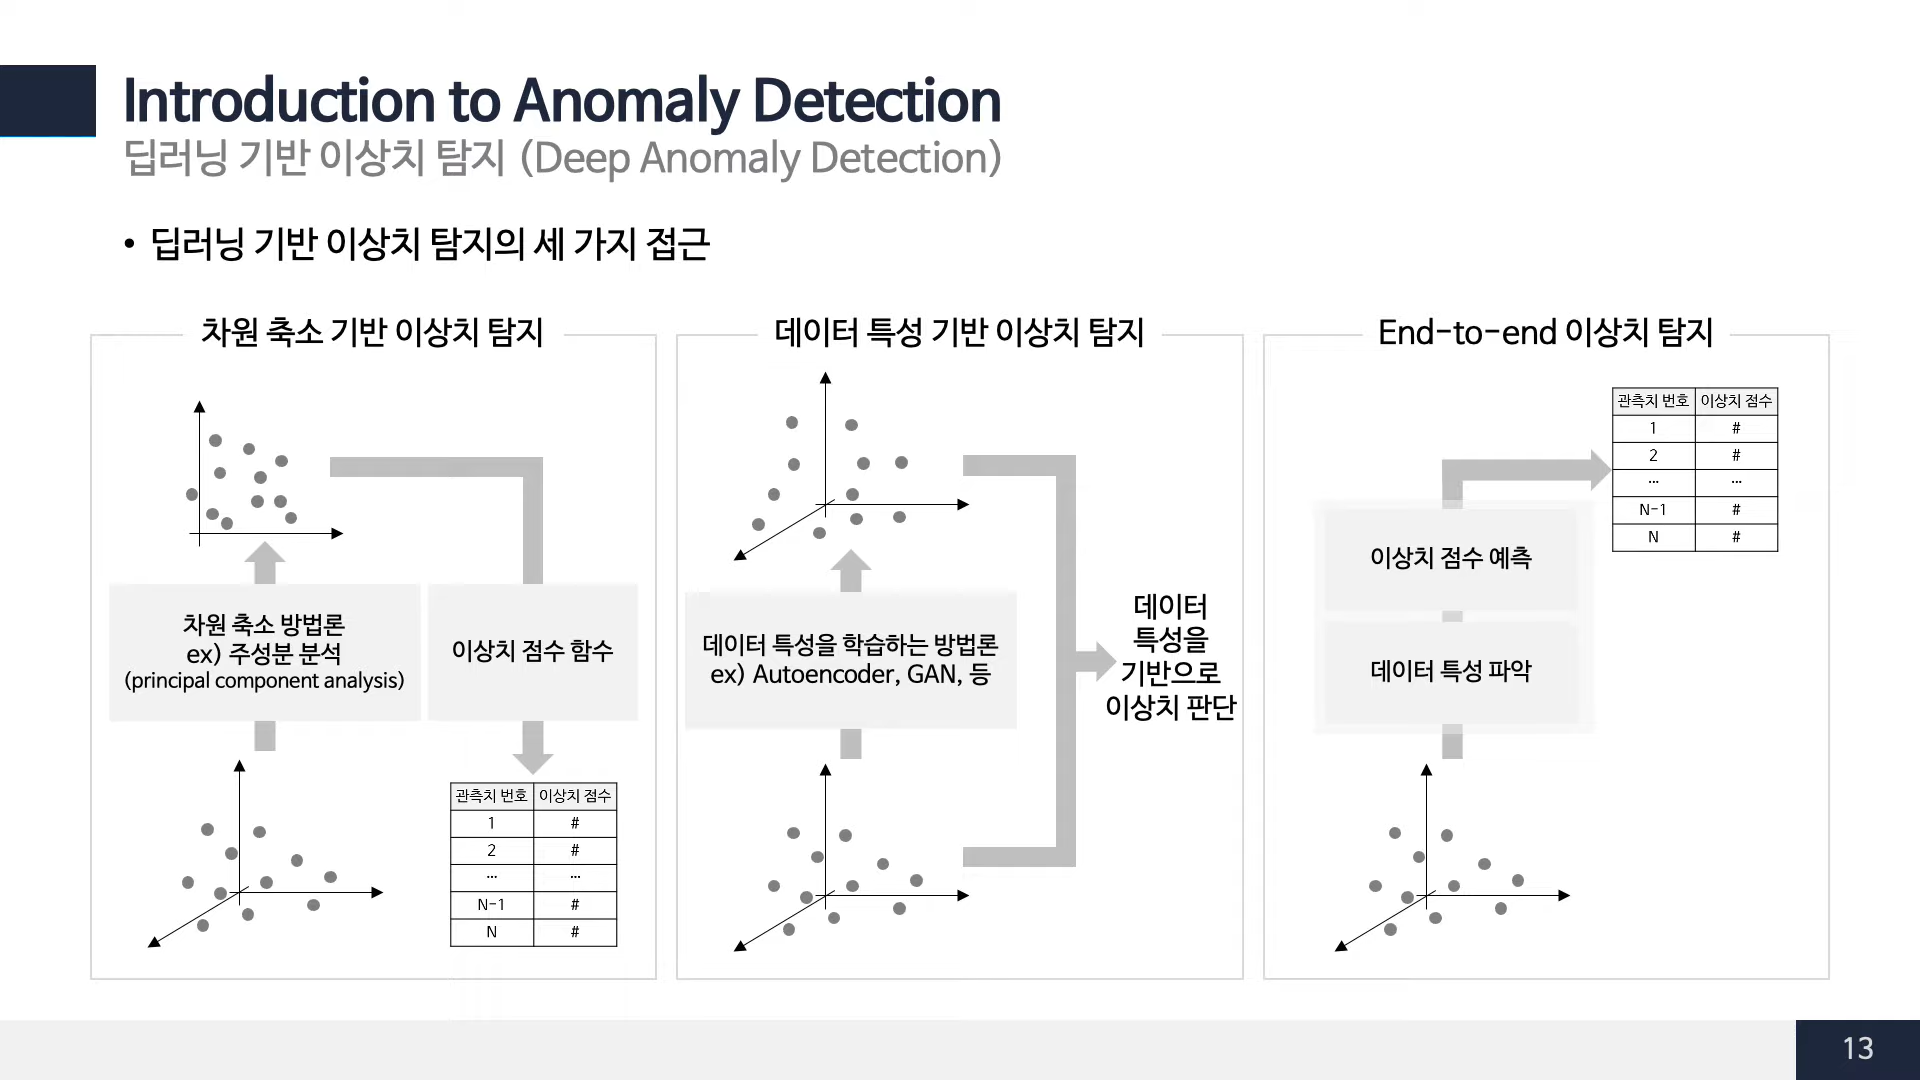 Introduction to Anomaly Detection
딥러닝 기반 이상치 탐지 (Deep Anomaly Detection)
• 딥러닝 기반 이상치 탐지의 세 가지 접근
차원 축소 기반 이상치 탐지
차원 축소 방법론
ex) 주성분 분석
(principal component analysis)
이상치 점수 함수
관측치 번호 이상치 점수
1 #
2 #
... ...
N-1 #
N #
데이터 특성 기반 이상치 탐지
데이터 특성을 학습하는 방법론
ex) Autoencoder, GAN, 등
데이터
특성을
기반으로
이상치 판단
End-to-end 이상치 탐지
관측치 번호 이상치 점수
1 #
2 #
... ...
N-1 #
N #
이상치 점수 예측
데이터 특성 파악
13